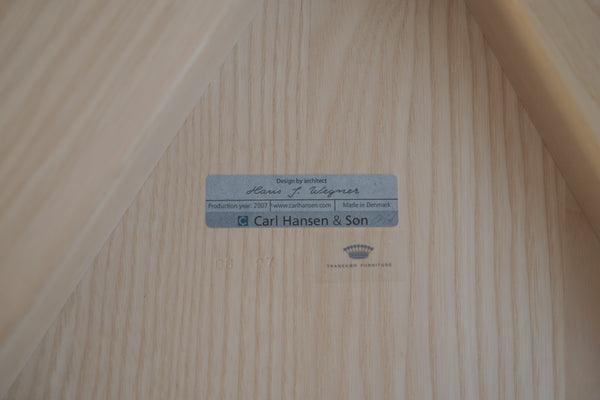 Design by architect
Hans J. Wegner
Production year: 2007 www.carlhansen.com Made in Denmark
C Carl Hansen & Son
TRANEKÆR FURNITURE